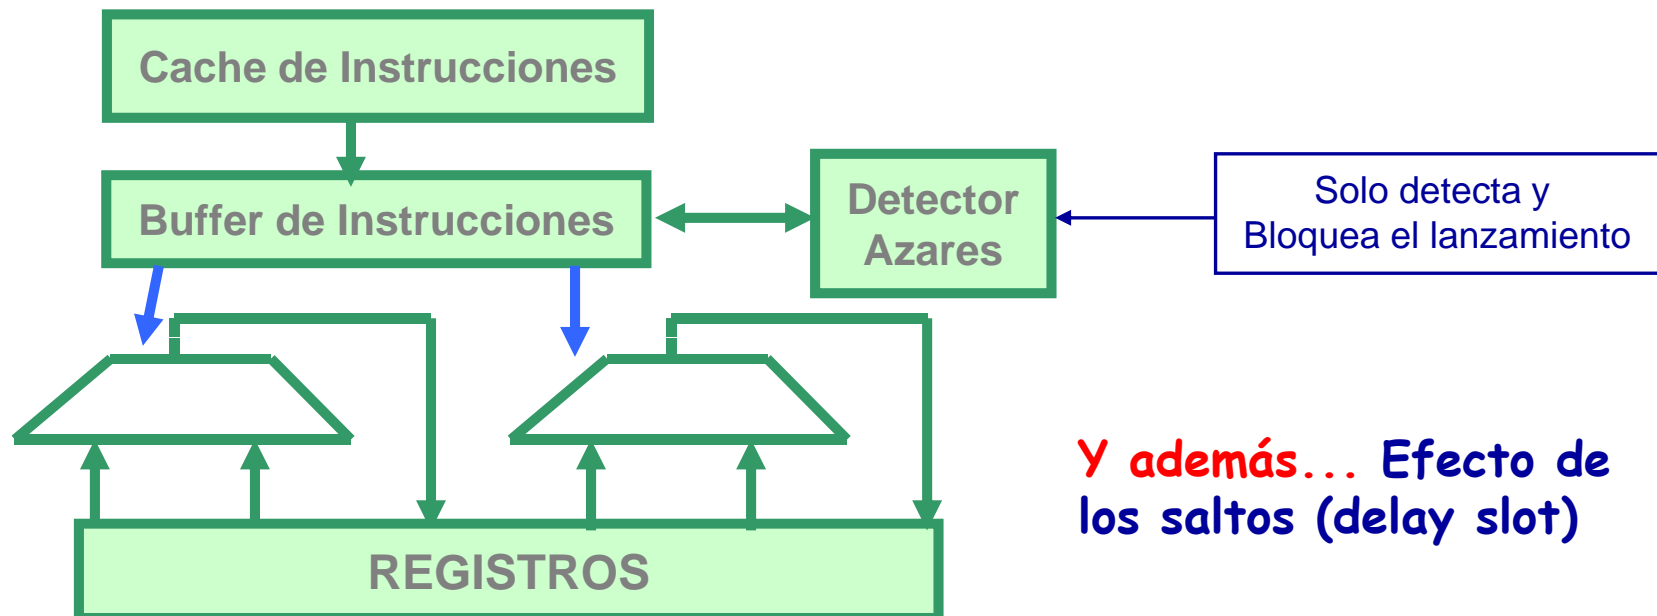 Cache de Instrucciones
Buffer de Instrucciones
Detector
Azares
Solo detecta y
Bloquea el lanzamiento
Y además... Efecto de
los saltos (delay slot)
REGISTROS